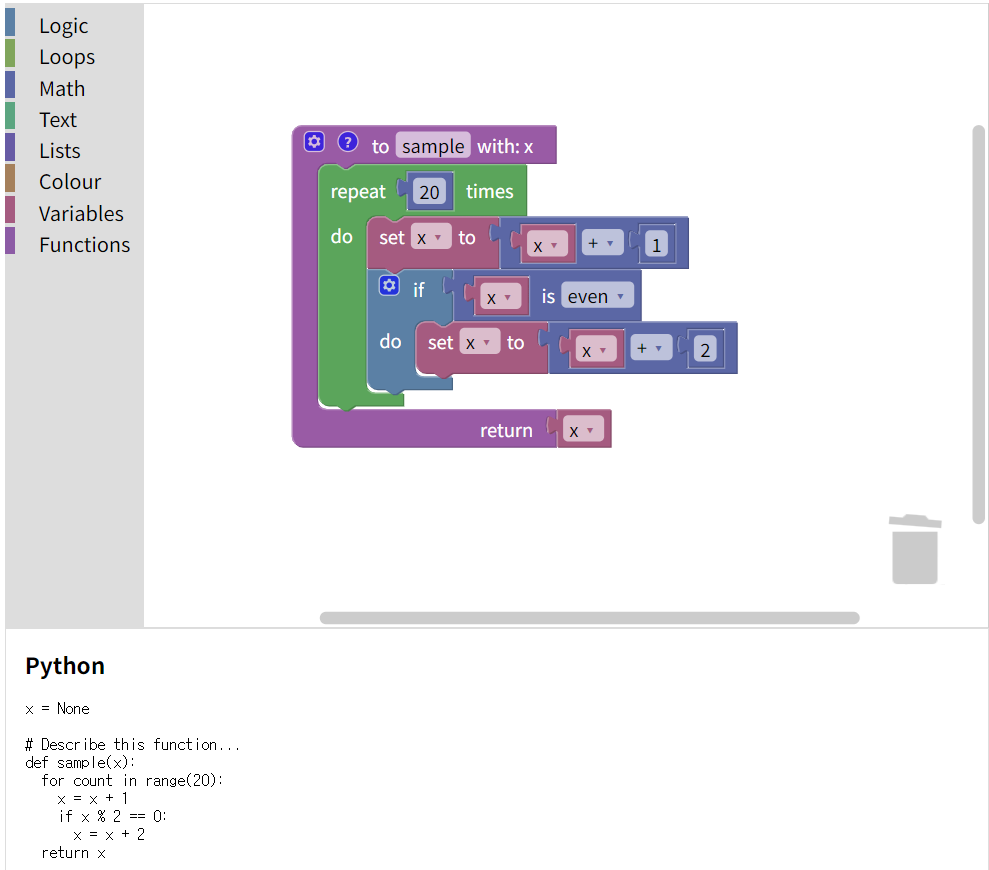 Logic
Loops
Math
Text
Lists
Colour
Variables
Functions
? to sample with: x
repeat 20 times
do set x to x + 1
if x is even
do set x to x + 2
return x
Python
x = None
# Describe this function...
def sample(x):
  for count in range(20):
    x = x + 1
    if x % 2 == 0:
      x = x + 2
  return x